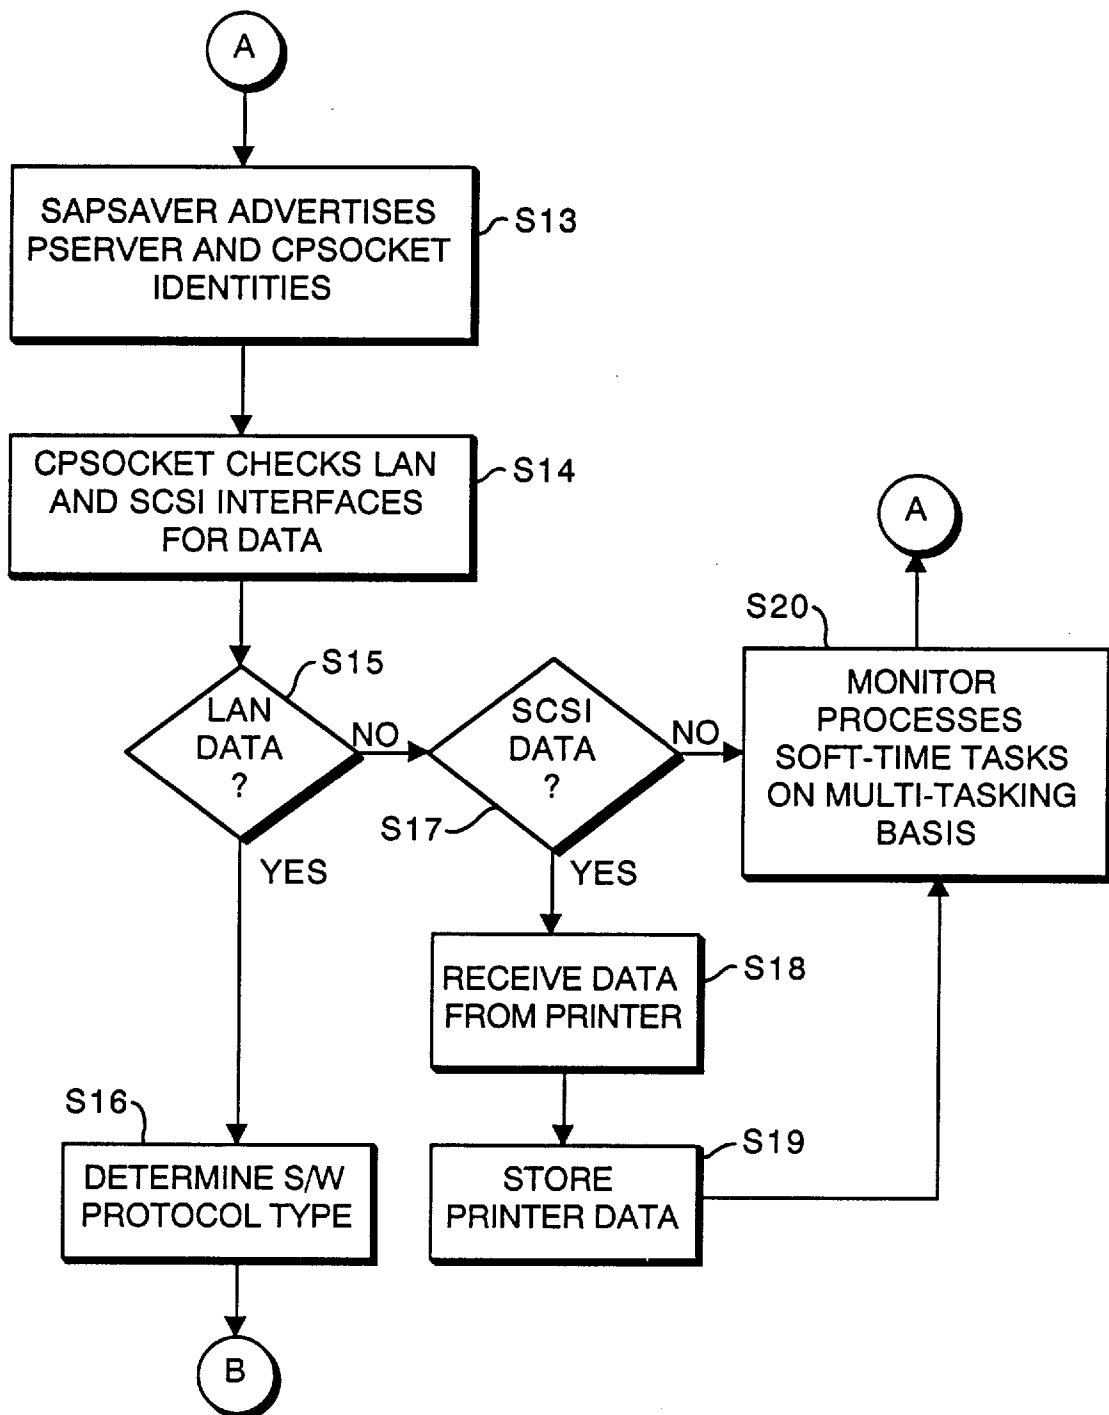 A
SAPSAVER ADVERTISES
PSERVER AND CPSOCKET
IDENTITIES
S13
CPSOCKET CHECKS LAN
AND SCSI INTERFACES
FOR DATA
S14
LAN
DATA
?
S15
NO
YES
SCSI
DATA
?
S17
NO
YES
A
S20
MONITOR
PROCESSES
SOFT-TIME TASKS
ON MULTI-TASKING
BASIS
RECEIVE DATA
FROM PRINTER
S18
S16
DETERMINE S/W
PROTOCOL TYPE
STORE
PRINTER DATA
S19
B